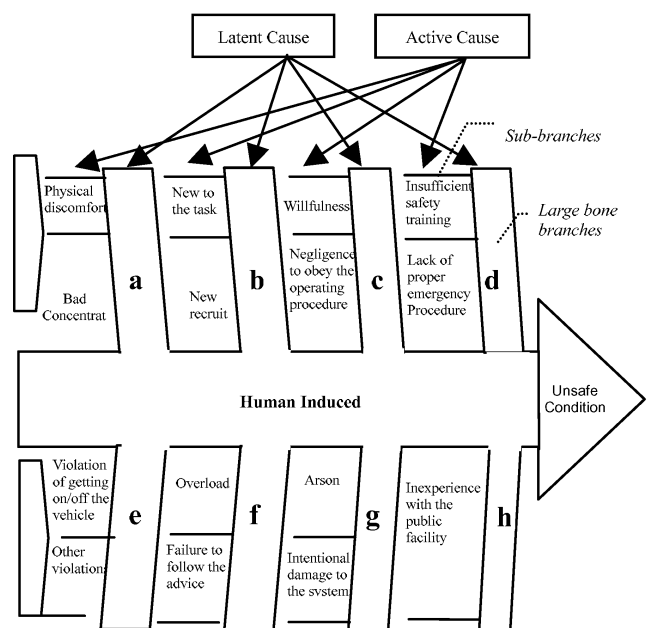 Latent Cause
Active Cause
Sub-branches
Large bone
branches
Physical
discomfort
New to
the task
Willfulness
Insufficient
safety
training
Bad
Concentrat
a
New
recruit
b
Negligence
to obey the
operating
procedure
c
Lack of
proper
emergency
Procedure
d
Human Induced
Unsafe
Condition
Violation
of getting
on/off the
vehicle
Other
violations
e
Overload
Failure to
follow the
advice
f
Arson
Intentional
damage to
the system
g
Inexperience
with the
public
facility
h